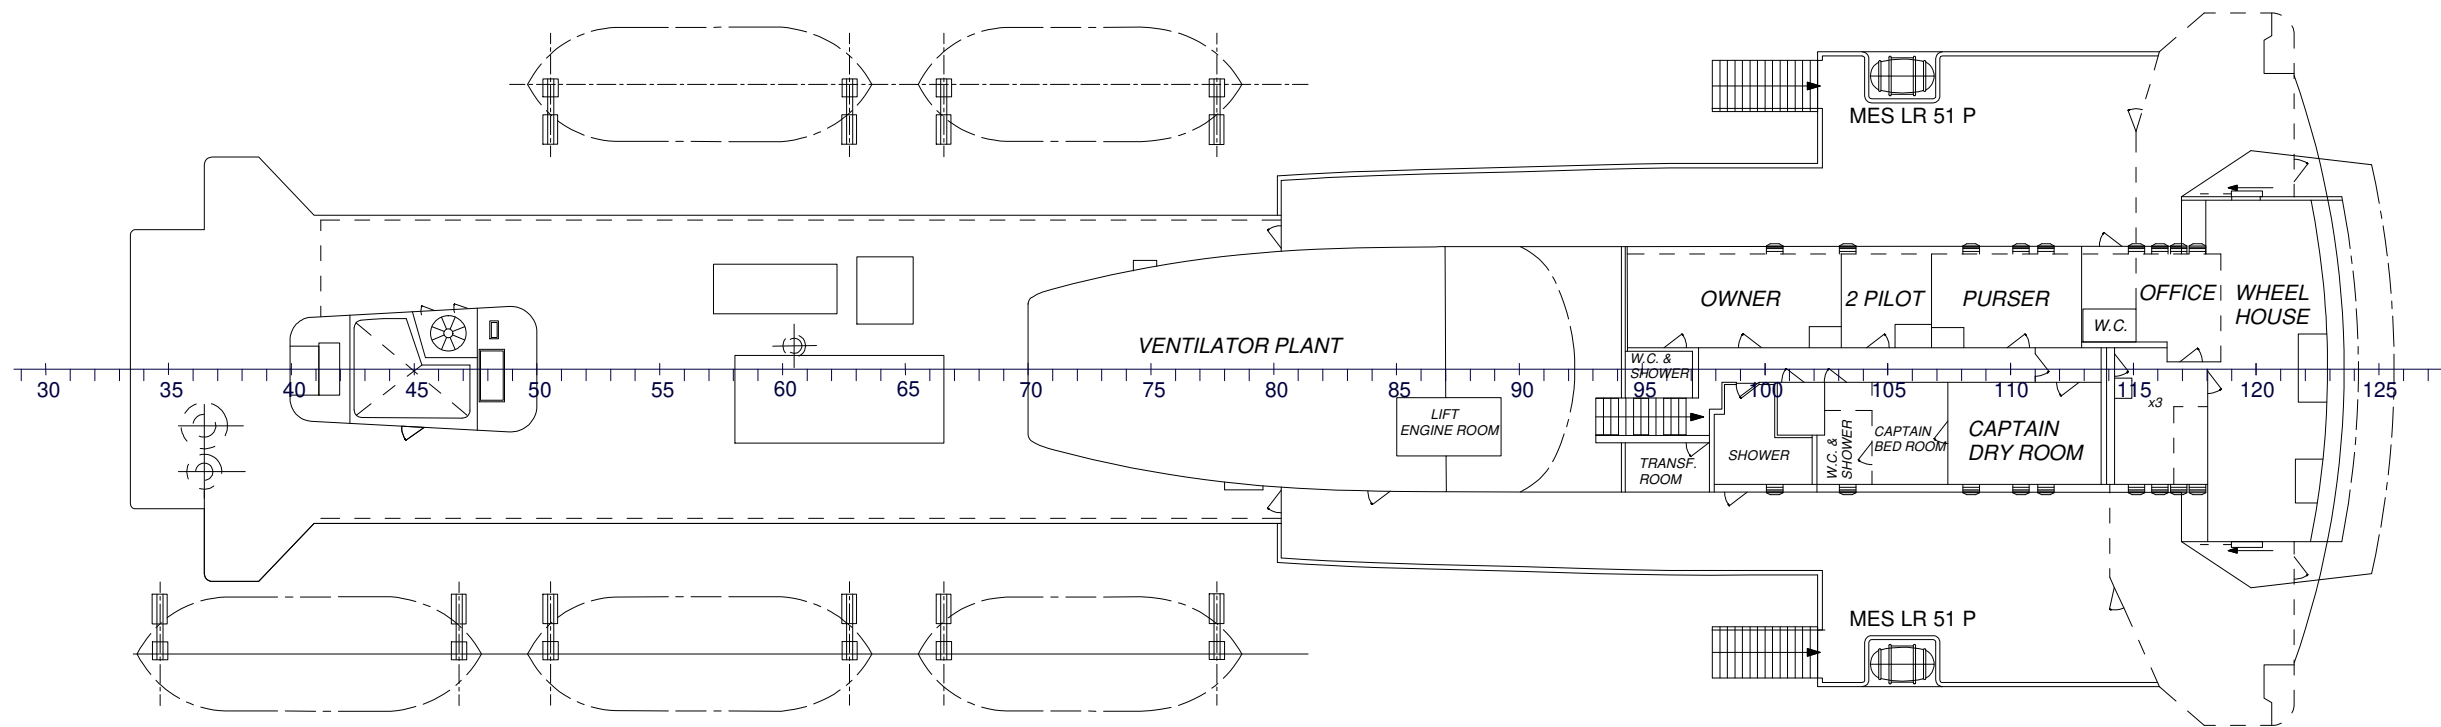 MES LR 51 P
OWNER
2 PILOT
PURSER
OFFICE
WHEEL
HOUSE
W.C.
VENTILATOR PLANT
W.C. &
SHOWER
30 35 40 45 50 55 60 65 70 75 80 85 90 95 100 105 110 115 120 125
x3
LIFT
ENGINE ROOM
TRANSF.
ROOM
SHOWER
W.C. &
SHOWER
CAPTAIN
BED ROOM
CAPTAIN
DRY ROOM
MES LR 51 P